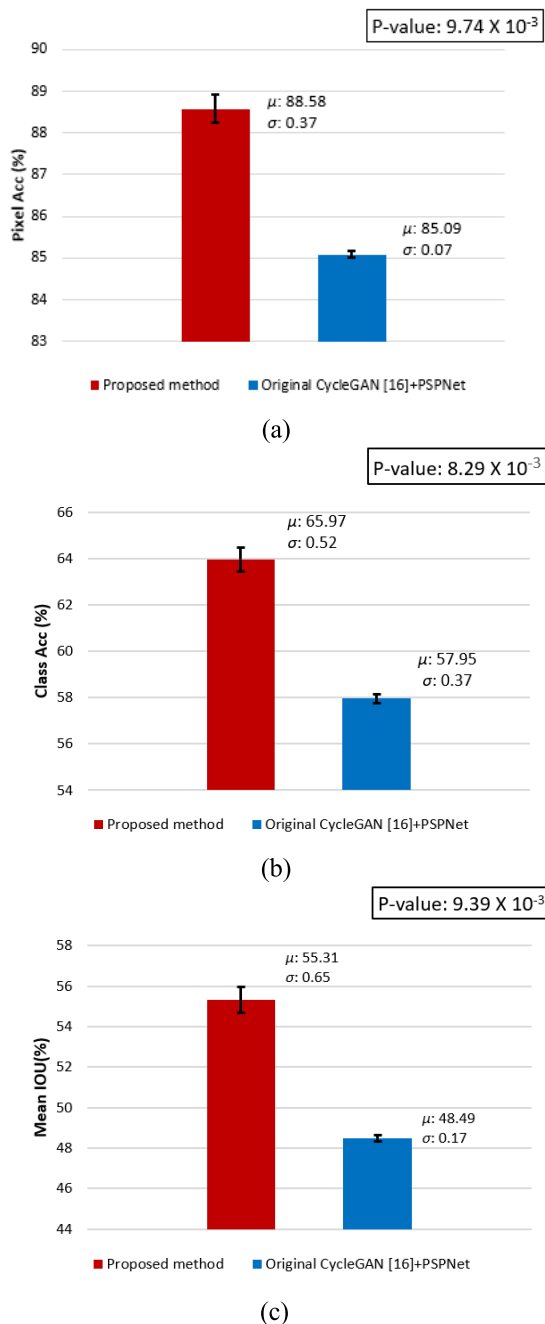 P-value: 9.74 X 10-3
90
89
88
87
86
85
84
83
Pixel Acc (%)
μ: 88.58
σ: 0.37
μ: 85.09
σ: 0.07
Proposed method Original CycleGAN [16]+PSPNet
(a)
P-value: 8.29 X 10-3
66
64
62
60
58
56
54
Class Acc (%)
μ: 65.97
σ: 0.52
μ: 57.95
σ: 0.37
Proposed method Original CycleGAN [16]+PSPNet
(b)
P-value: 9.39 X 10-3
58
56
54
52
50
48
46
44
Mean IOU(%)
μ: 55.31
σ: 0.65
μ: 48.49
σ: 0.17
Proposed method Original CycleGAN [16]+PSPNet
(c)